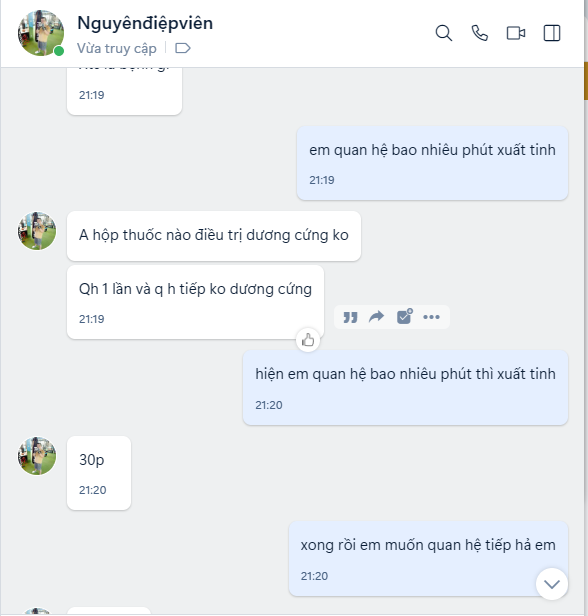 Nguyênđiệpviên
Vừa truy cập
21:19
em quan hệ bao nhiêu phút xuất tinh
21:19
A hộp thuốc nào điều trị dương cứng ko
Qh 1 lần và q h tiếp ko dương cứng
21:19
hiện em quan hệ bao nhiêu phút thì xuất tinh
21:20
30p
21:20
xong rồi em muốn quan hệ tiếp hả em
21:20